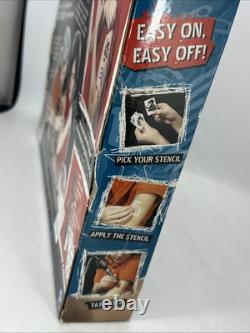 EASY ON,
EASY OFF!
PICK YOUR STENCIL
APPLY THE STENCIL